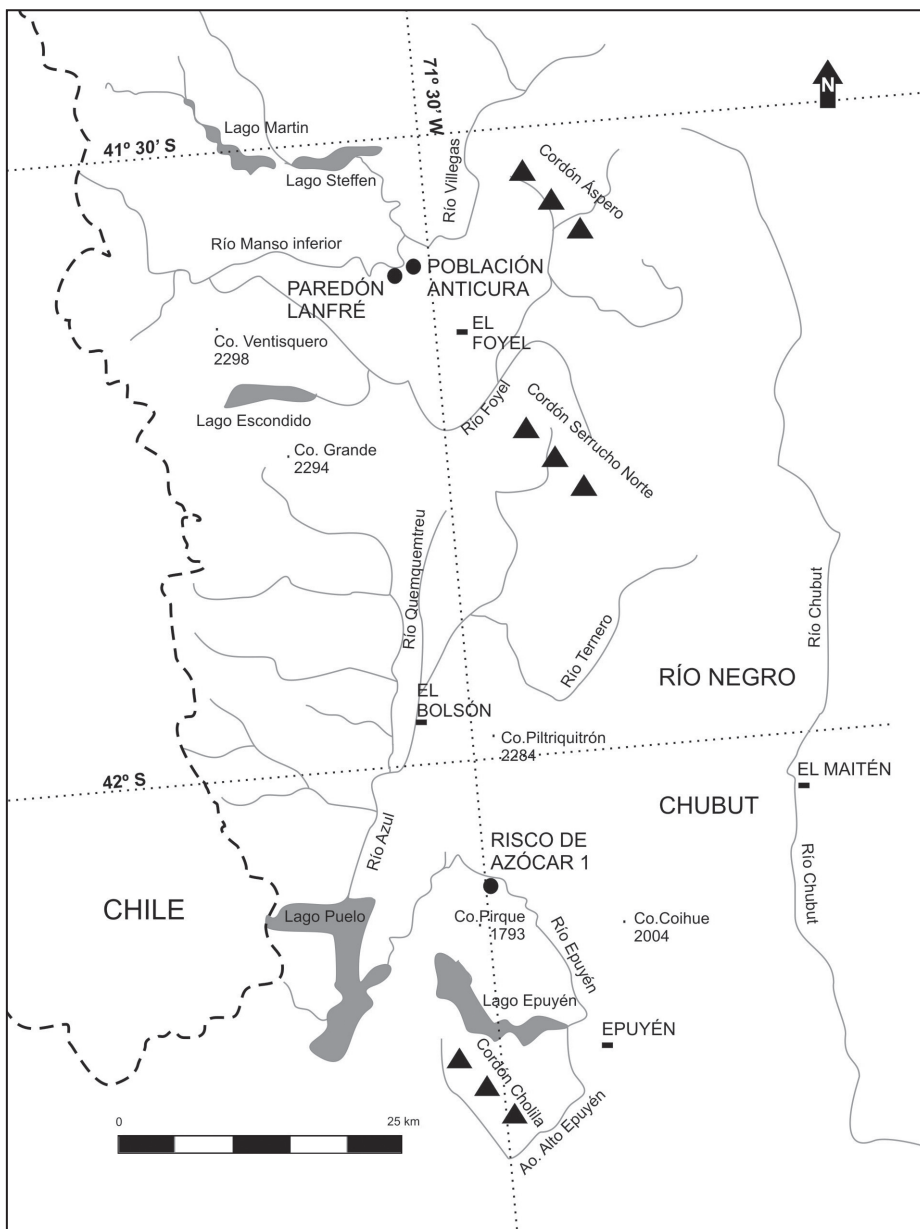 N
71º 30’ W
41º 30’ S
Lago Martin
Lago Steffen
Río Villegas
Cordón Áspero
Río Manso inferior
PAREDÓN
LANFRÉ
POBLACIÓN
ANTICURA
EL
FOYEL
Co. Ventisquero
2298
Lago Escondido
Río Foyel
Cordón Serrucho Norte
Co. Grande
2294
Río Quemquemtreu
Río Chubut
Río Ternero
RÍO NEGRO
EL
BOLSÓN
Co.Piltriquitrón
2284
42º S
EL MAITÉN
CHUBUT
Río Azul
RISCO DE
AZÓCAR 1
Río Chubut
CHILE
Lago Puelo
Co.Pirque
1793
Río Epuyén
Co.Coihue
2004
Lago Epuyén
EPUYÉN
Cordón Cholila
Ao. Alto Epuyén
0
25 km